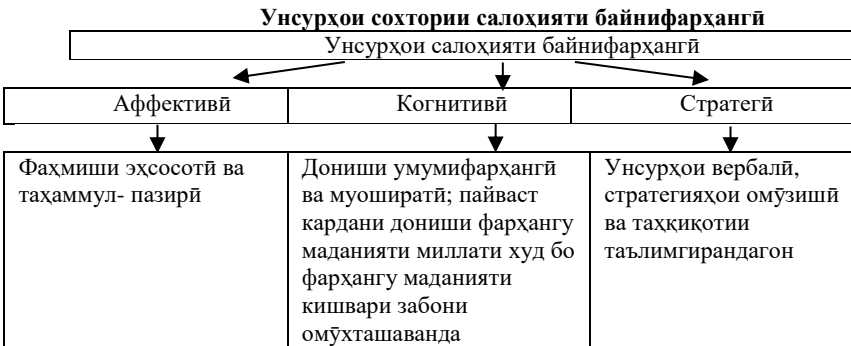 Унсурҳои сохтории салоҳияти байнифарҳангӣ
Унсурҳои салоҳияти байнифарҳангӣ
Аффективӣ
Когнитивӣ
Стратегӣ
Фаҳмиши эҳсосотӣ ва
таҳаммул- пазирӣ
Дониши умумифарҳангӣ
ва муоширатӣ; пайваст
кардани дониши фарҳангу
маданияти миллати худ бо
фарҳангу маданияти
кишвари забони
омӯхташаванда
Унсурҳои вербалӣ,
стратегияҳои омӯзишӣ
ва таҳқиқотии
таълимгирандагон